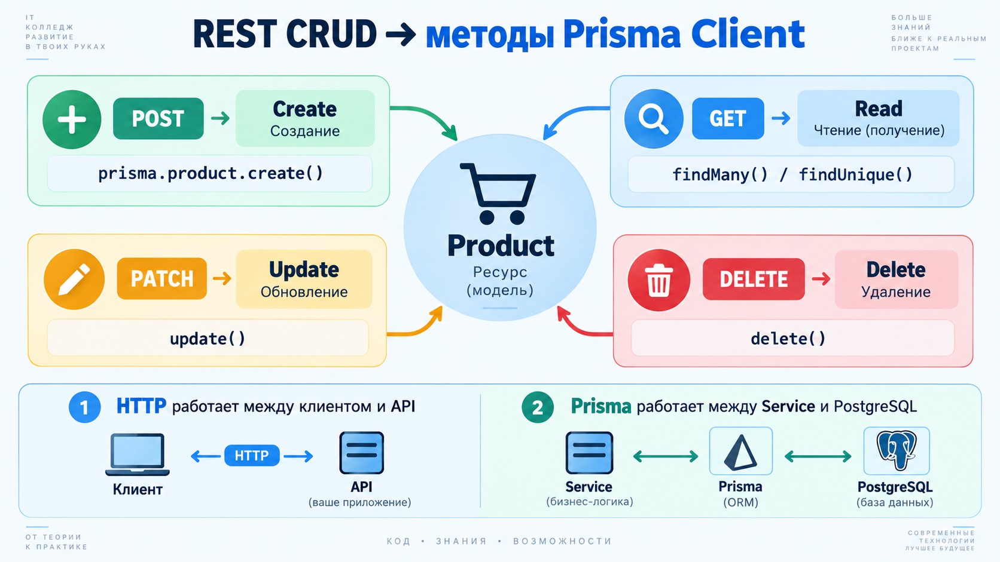 IT
КОЛЛЕДЖ
РАЗВИТИЕ
В ТВОИХ РУКАХ
REST CRUD → методы Prisma Client
БОЛЬШЕ
ЗНАНИЙ
БЛИЖЕ К РЕАЛЬНЫМ
ПРОЕКТАМ
POST → Create
Создание
prisma.product.create()
GET → Read
Чтение (получение)
findMany() / findUnique()
Product
Ресурс
(модель)
PATCH → Update
Обновление
update()
DELETE → Delete
Удаление
delete()
1 HTTP работает между клиентом и API
Клиент
HTTP
API
(ваше приложение)
2 Prisma работает между Service и PostgreSQL
Service
(бизнес-логика)
Prisma
(ORM)
PostgreSQL
(база данных)
ОТ ТЕОРИИ
К ПРАКТИКЕ
КОД • ЗНАНИЯ • ВОЗМОЖНОСТИ
СОВРЕМЕННЫЕ
ТЕХНОЛОГИИ
ЛУЧШЕЕ БУДУЩЕЕ